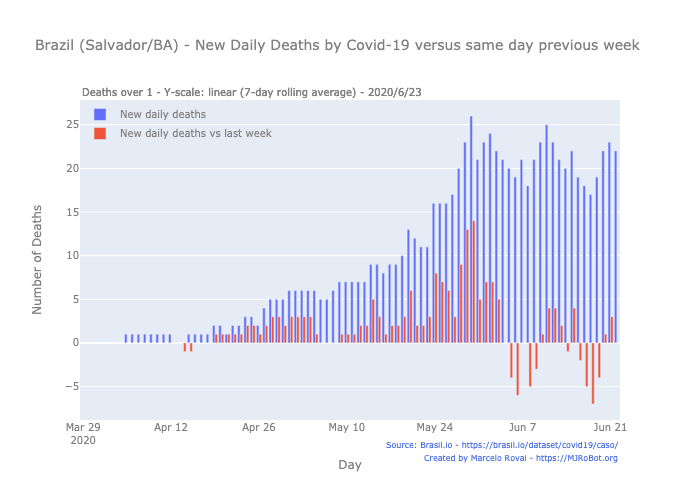 Brazil (Salvador/BA) - New Daily Deaths by Covid-19 versus same day previous week
Deaths over 1 - Y-scale: linear (7-day rolling average) - 2020/6/23
New daily deaths
New daily deaths vs last week
Number of Deaths
25
20
15
10
5
0
−5
Mar 29
2020
Apr 12
Apr 26
May 10
May 24
Jun 7
Jun 21
Source: Brasil.io - https://brasil.io/dataset/covid19/caso/
Created by Marcelo Rovai - https://MJRoBot.org
Day